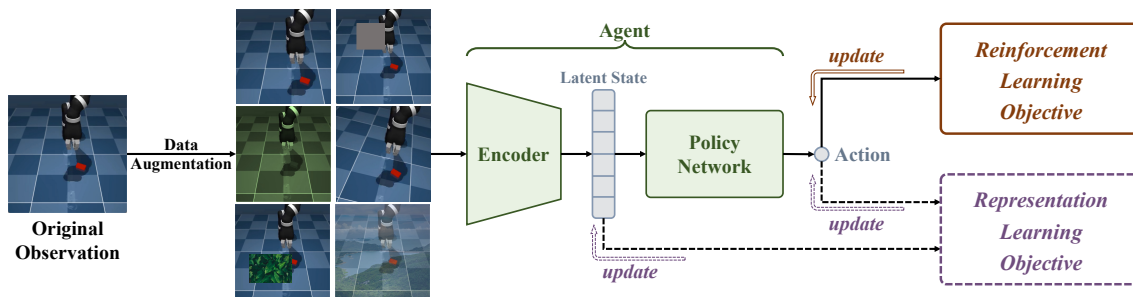 Original
Observation
Data
Augmentation
Agent
Encoder
Latent State
Policy
Network
Action
update
update
update
Reinforcement
Learning
Objective
Representation
Learning
Objective